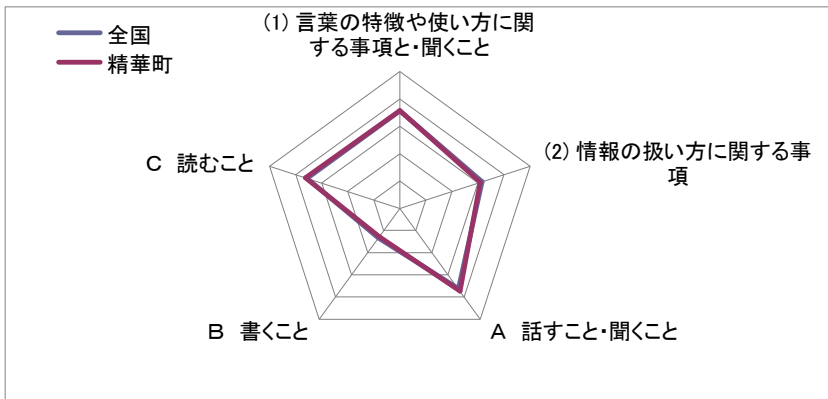 全国
精華町
(1) 言葉の特徴や使い方に関
する事項と・聞くこと
(2) 情報の扱い方に関する事
項
A 話すこと・聞くこと
B 書くこと
C 読むこと